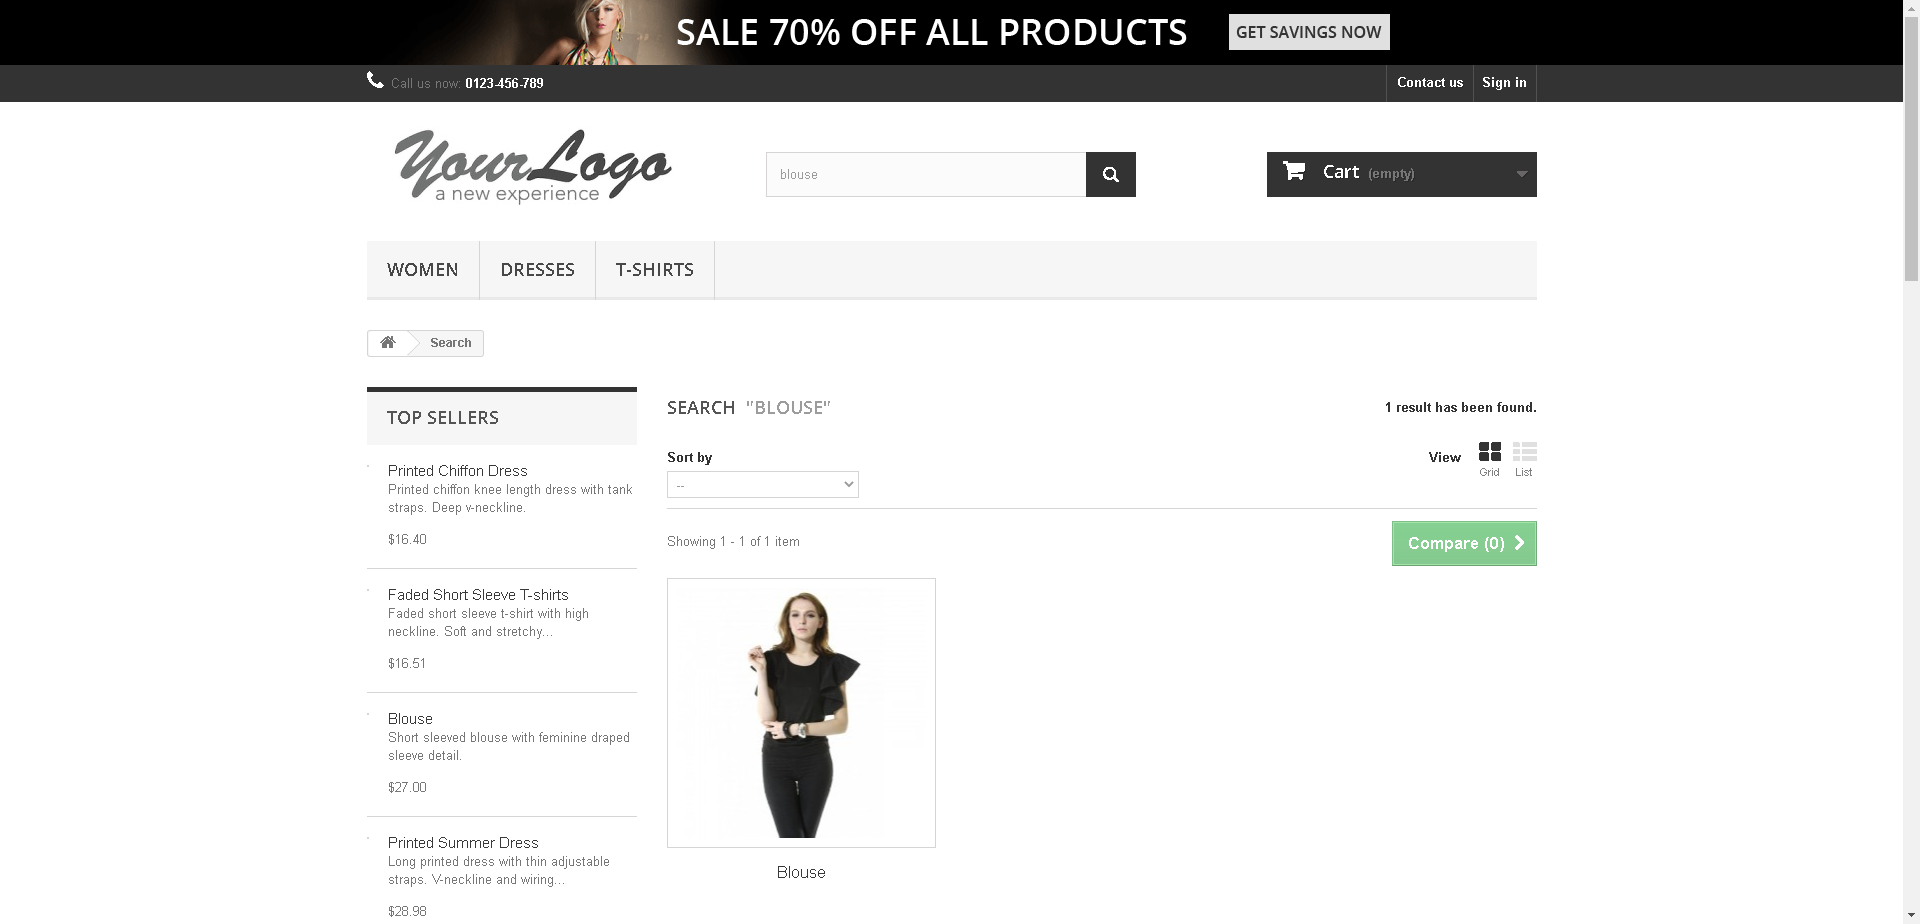 SALE 70% OFF ALL PRODUCTS
GET SAVINGS NOW
Call us now: 0123-456-789
Contact us
Sign in
YourLogo
a new experience
blouse
Cart (empty)
WOMEN
DRESSES
T-SHIRTS
Search
TOP SELLERS
Printed Chiffon Dress
Printed chiffon knee length dress with tank
straps. Deep v-neckline.
$16.40
Faded Short Sleeve T-shirts
Faded short sleeve t-shirt with high
neckline. Soft and stretchy...
$16.51
Blouse
Short sleeved blouse with feminine draped
sleeve detail.
$27.00
Printed Summer Dress
Long printed dress with thin adjustable
straps. V-neckline and wiring...
$28.98
SEARCH "BLOUSE"
1 result has been found.
Sort by
--
View
Grid
List
Showing 1 - 1 of 1 item
Compare (0)
Blouse